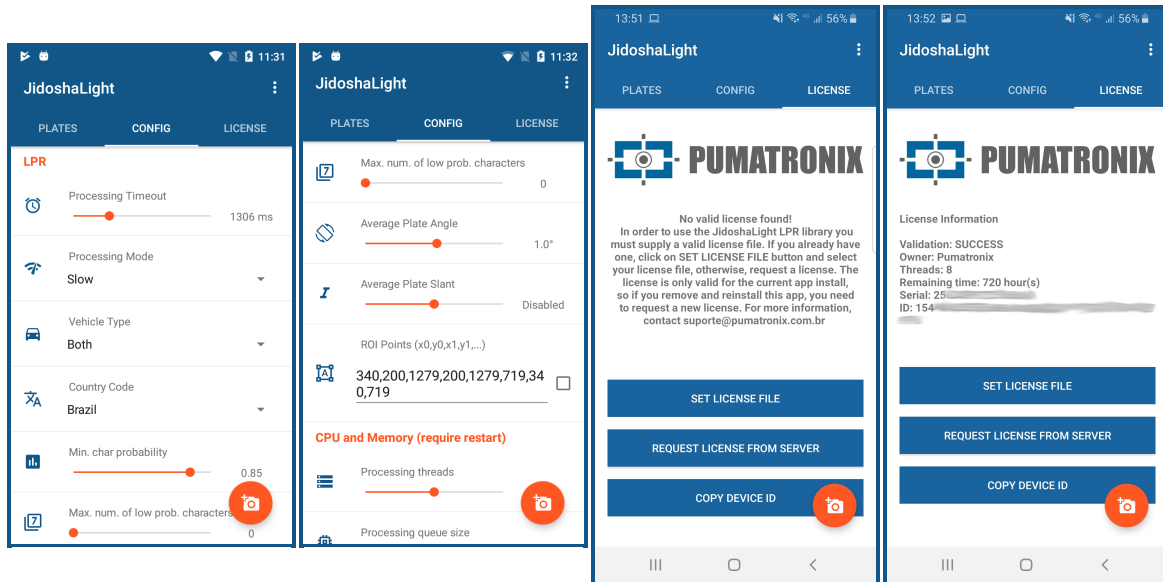 11:31
JidoshaLight
PLATES CONFIG LICENSE
LPR
Processing Timeout
1306 ms
Processing Mode
Slow
Vehicle Type
Both
Country Code
Brazil
Min. char probability
0.85
Max. num. of low prob. characters
0
11:32
JidoshaLight
PLATES CONFIG LICENSE
Max. num. of low prob. characters
0
Average Plate Angle
1.0°
Average Plate Slant
Disabled
ROI Points (x0,y0,x1,y1,...)
340,200,1279,200,1279,719,34
0,719
CPU and Memory (require restart)
Processing threads
Processing queue size
13:51 56%
JidoshaLight
PLATES CONFIG LICENSE
PUMATRONIX
No valid license found!
In order to use the JidoshaLight LPR library you
must supply a valid license file. If you already have
one, click on SET LICENSE FILE button and select
your license file, otherwise, request a license. The
license is only valid for the current app install,
so if you remove and reinstall this app, you need
to request a new license. For more information,
contact suporte@pumatronix.com.br
SET LICENSE FILE
REQUEST LICENSE FROM SERVER
COPY DEVICE ID
13:52 56%
JidoshaLight
PLATES CONFIG LICENSE
PUMATRONIX
License Information
Validation: SUCCESS
Owner: Pumatronix
Threads: 8
Remaining time: 720 hour(s)
Serial: 25
ID: 154
SET LICENSE FILE
REQUEST LICENSE FROM SERVER
COPY DEVICE ID